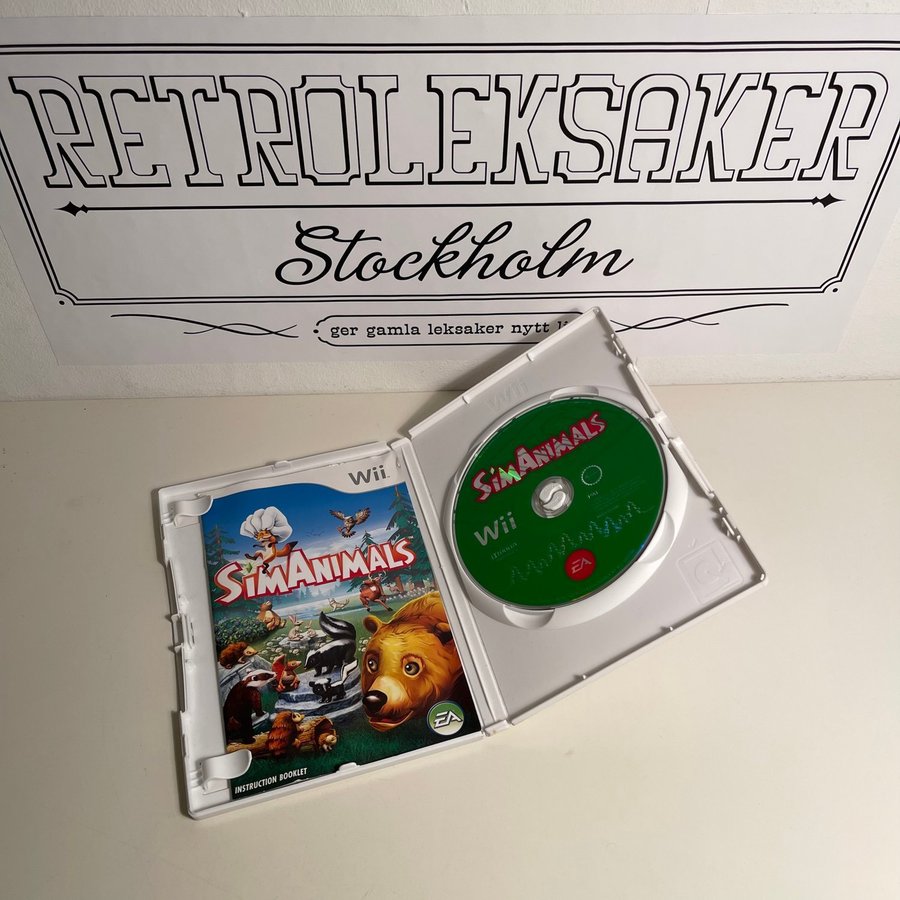 RETROLEKSAKER
Stockholm
ger gamla leksaker nytt
Wii
SIMANIMALS
EA
INSTRUCTION BOOKLET
Wii
SIMANIMALS
Wii
EA